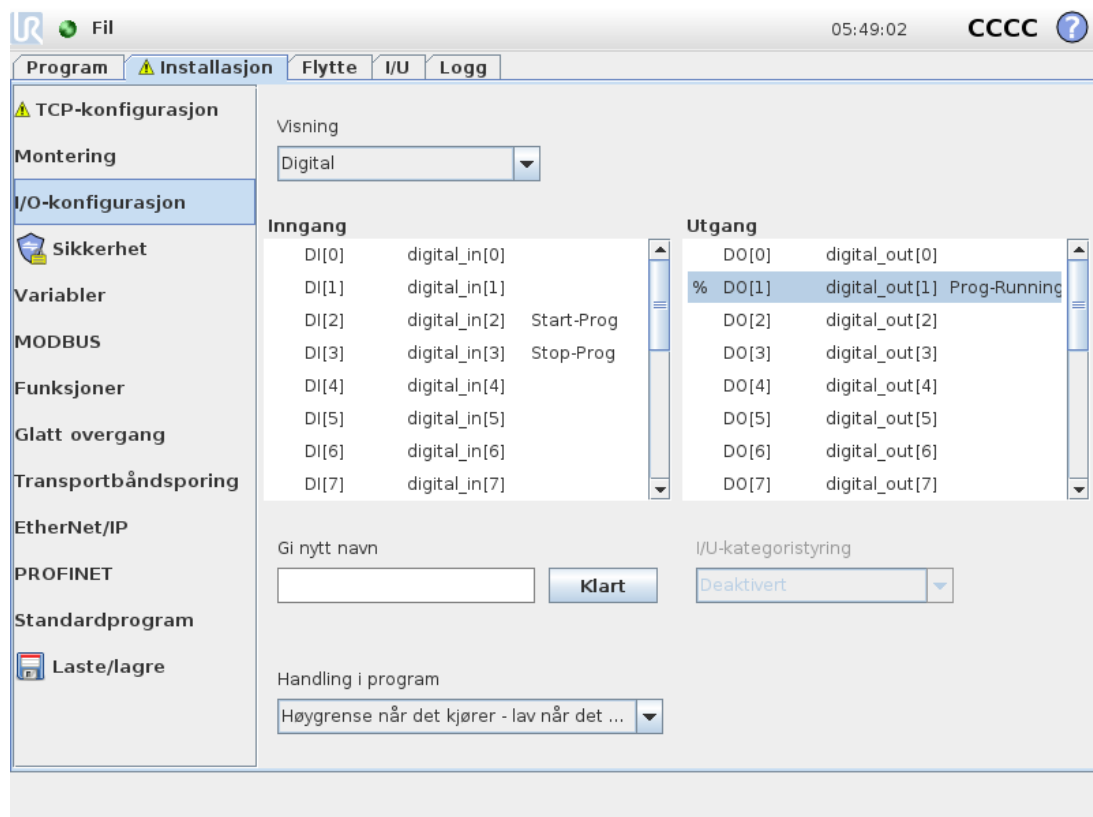 UR Fil 05:49:02 CCCC ?
Program Installasjon Flytte I/U Logg
TCP-konfigurasjon
Montering
I/O-konfigurasjon
Sikkerhet
Variabler
MODBUS
Funksjoner
Glatt overgang
Transportbåndsporing
EtherNet/IP
PROFINET
Standardprogram
Laste/lagre
Visning
Digital
Inngang
DI[0] digital_in[0]
DI[1] digital_in[1]
DI[2] digital_in[2] Start-Prog
DI[3] digital_in[3] Stop-Prog
DI[4] digital_in[4]
DI[5] digital_in[5]
DI[6] digital_in[6]
DI[7] digital_in[7]
Utgang
DO[0] digital_out[0]
% DO[1] digital_out[1] Prog-Running
DO[2] digital_out[2]
DO[3] digital_out[3]
DO[4] digital_out[4]
DO[5] digital_out[5]
DO[6] digital_out[6]
DO[7] digital_out[7]
Gi nytt navn
Klart
I/U-kategoristyring
Deaktivert
Handling i program
Høygrense når det kjører - lav når det ...